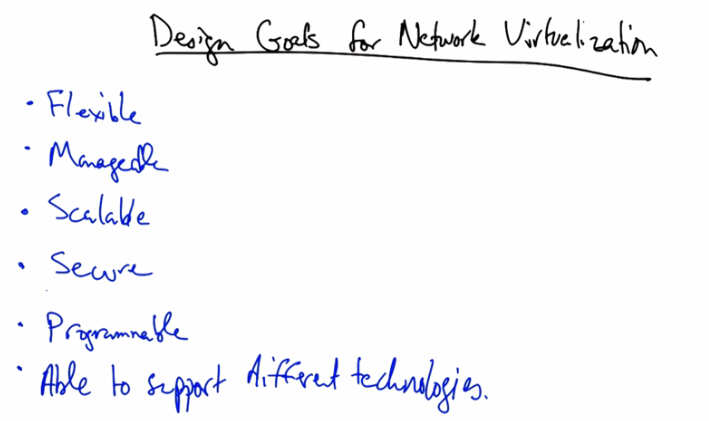 Design Goals for Network Virtualization
• Flexible
• Manageable
• Scalable
• Secure
• Programmable
• Able to support different technologies.